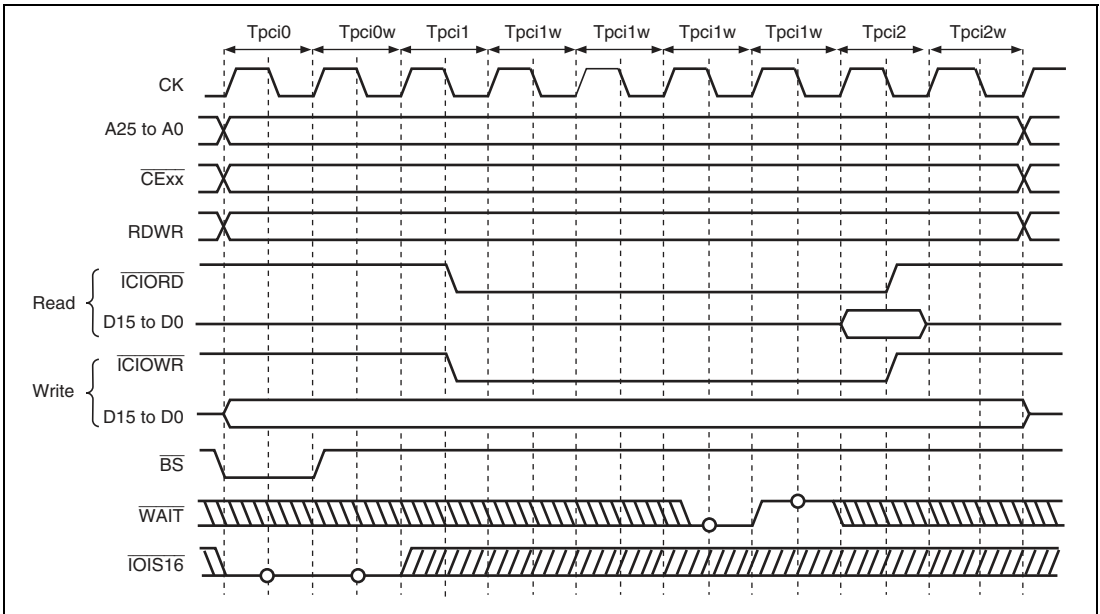 Tpci0 Tpci0w Tpci1 Tpci1w Tpci1w Tpci1w Tpci1w Tpci2 Tpci2w
CK
A25 to A0
CExx
RDWR
ICIORD
Read
D15 to D0
ICIOWR
Write
D15 to D0
BS
WAIT
IOIS16